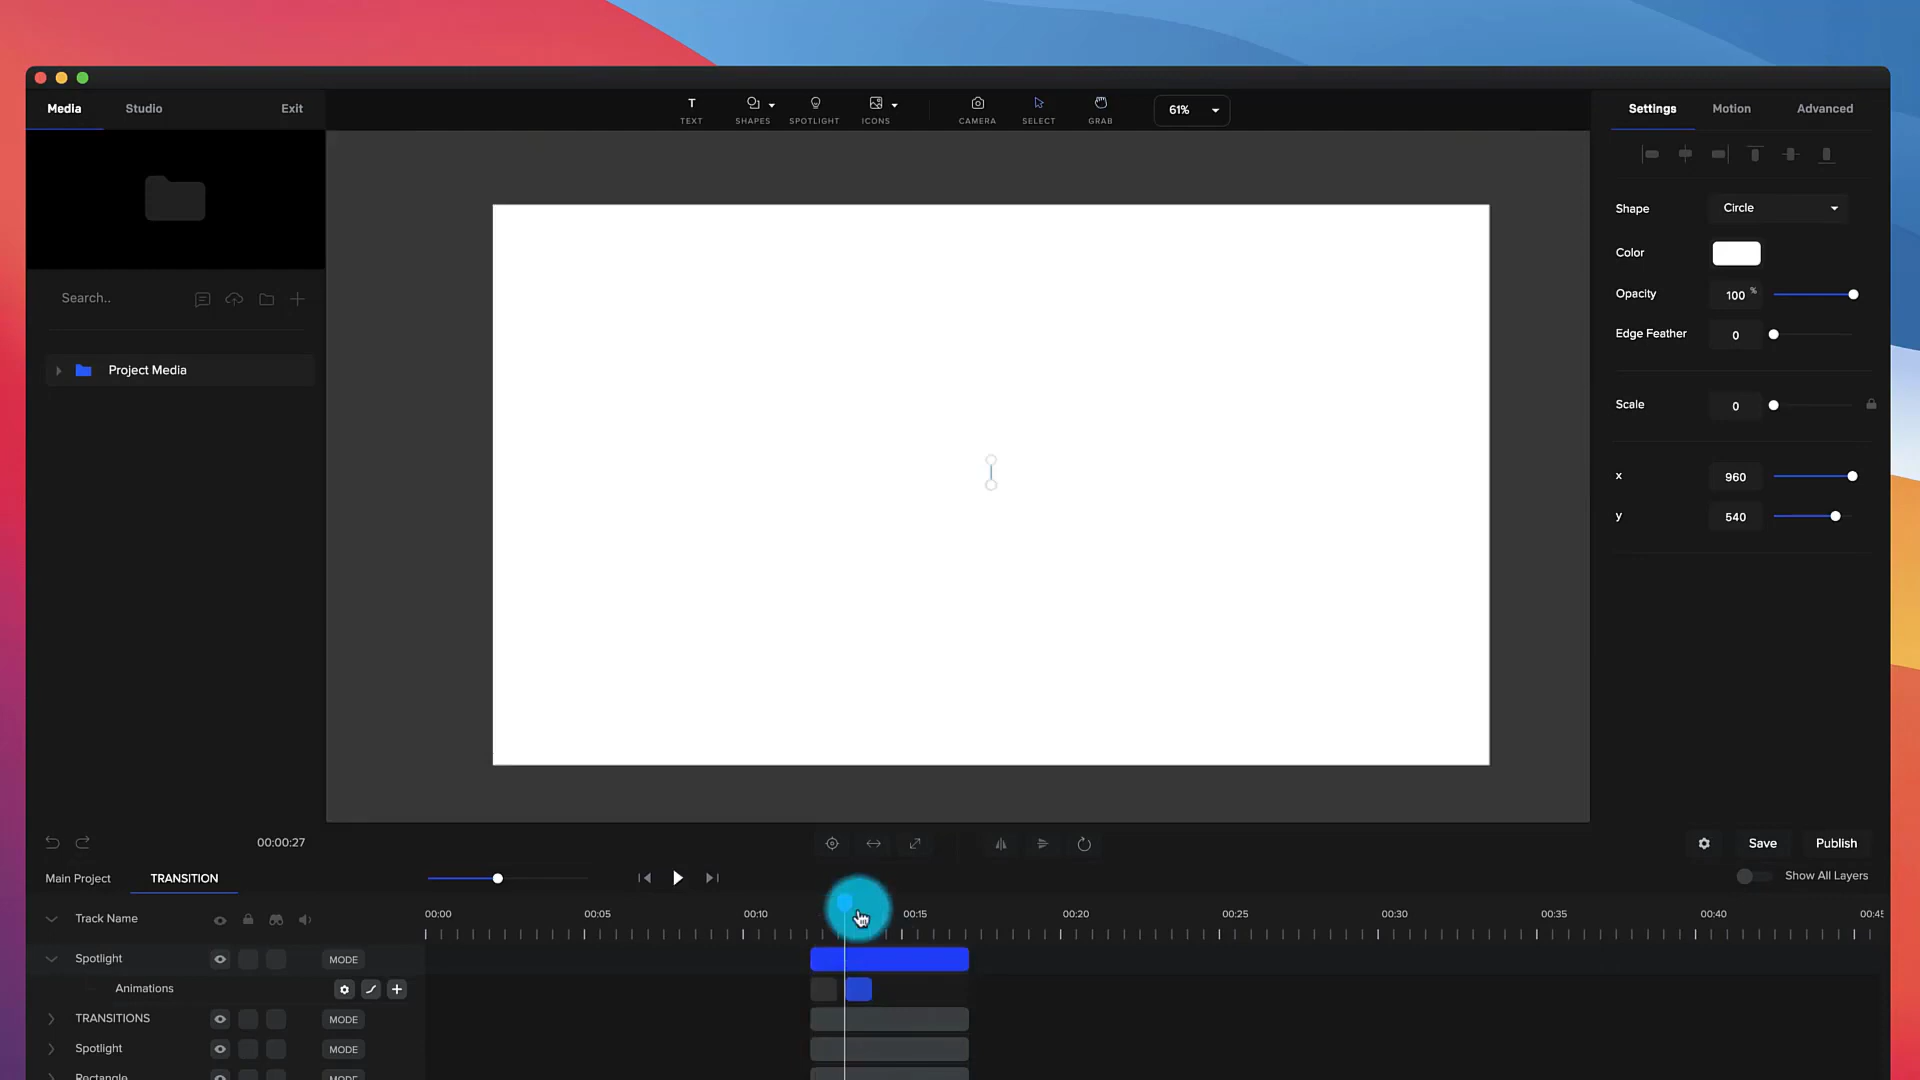 Media Studio Exit
T
TEXT SHAPES SPOTLIGHT ICONS CAMERA SELECT GRAB 61%
Settings Motion Advanced
Shape Circle
Color
Opacity 100 %
Edge Feather 0
Scale 0
x 960
y 540
Search..
Project Media
00:00:27
Save Publish
Main Project TRANSITION
Show All Layers
Track Name
00:00 00:05 00:10 00:15 00:20 00:25 00:30 00:35 00:40 00:45
Spotlight MODE
Animations
TRANSITIONS MODE
Spotlight MODE
Rectangle MODE